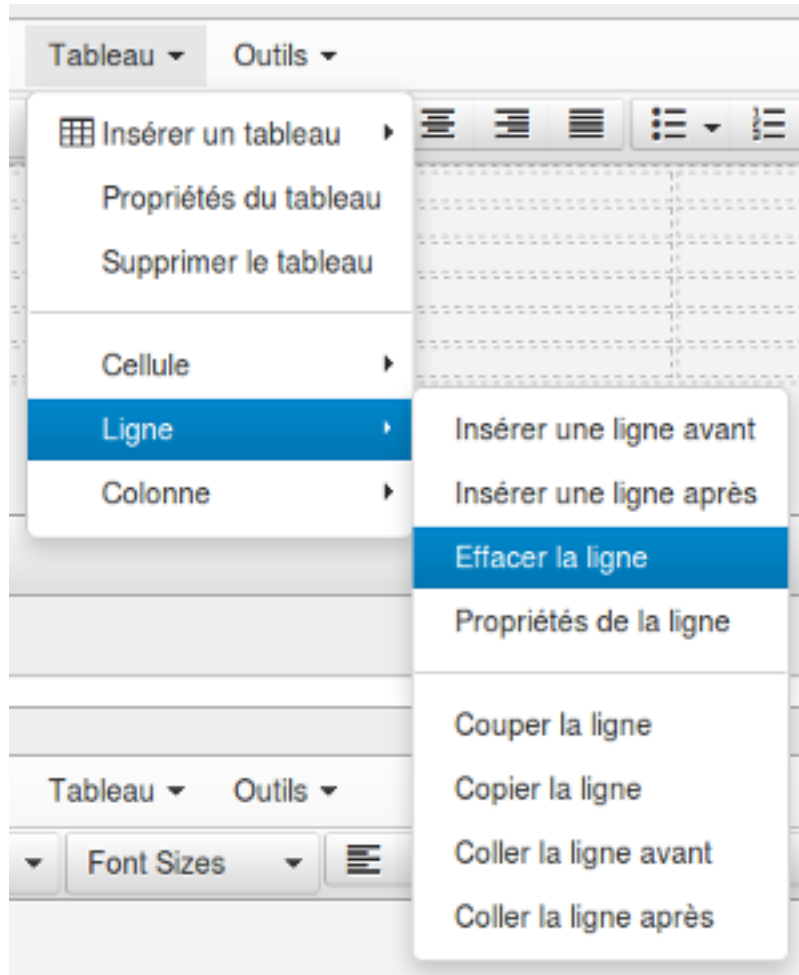 Tableau Outils
Insérer un tableau
Propriétés du tableau
Supprimer le tableau
Cellule
Ligne
Colonne
Insérer une ligne avant
Insérer une ligne après
Effacer la ligne
Propriétés de la ligne
Couper la ligne
Copier la ligne
Coller la ligne avant
Coller la ligne après
Tableau Outils
Font Sizes